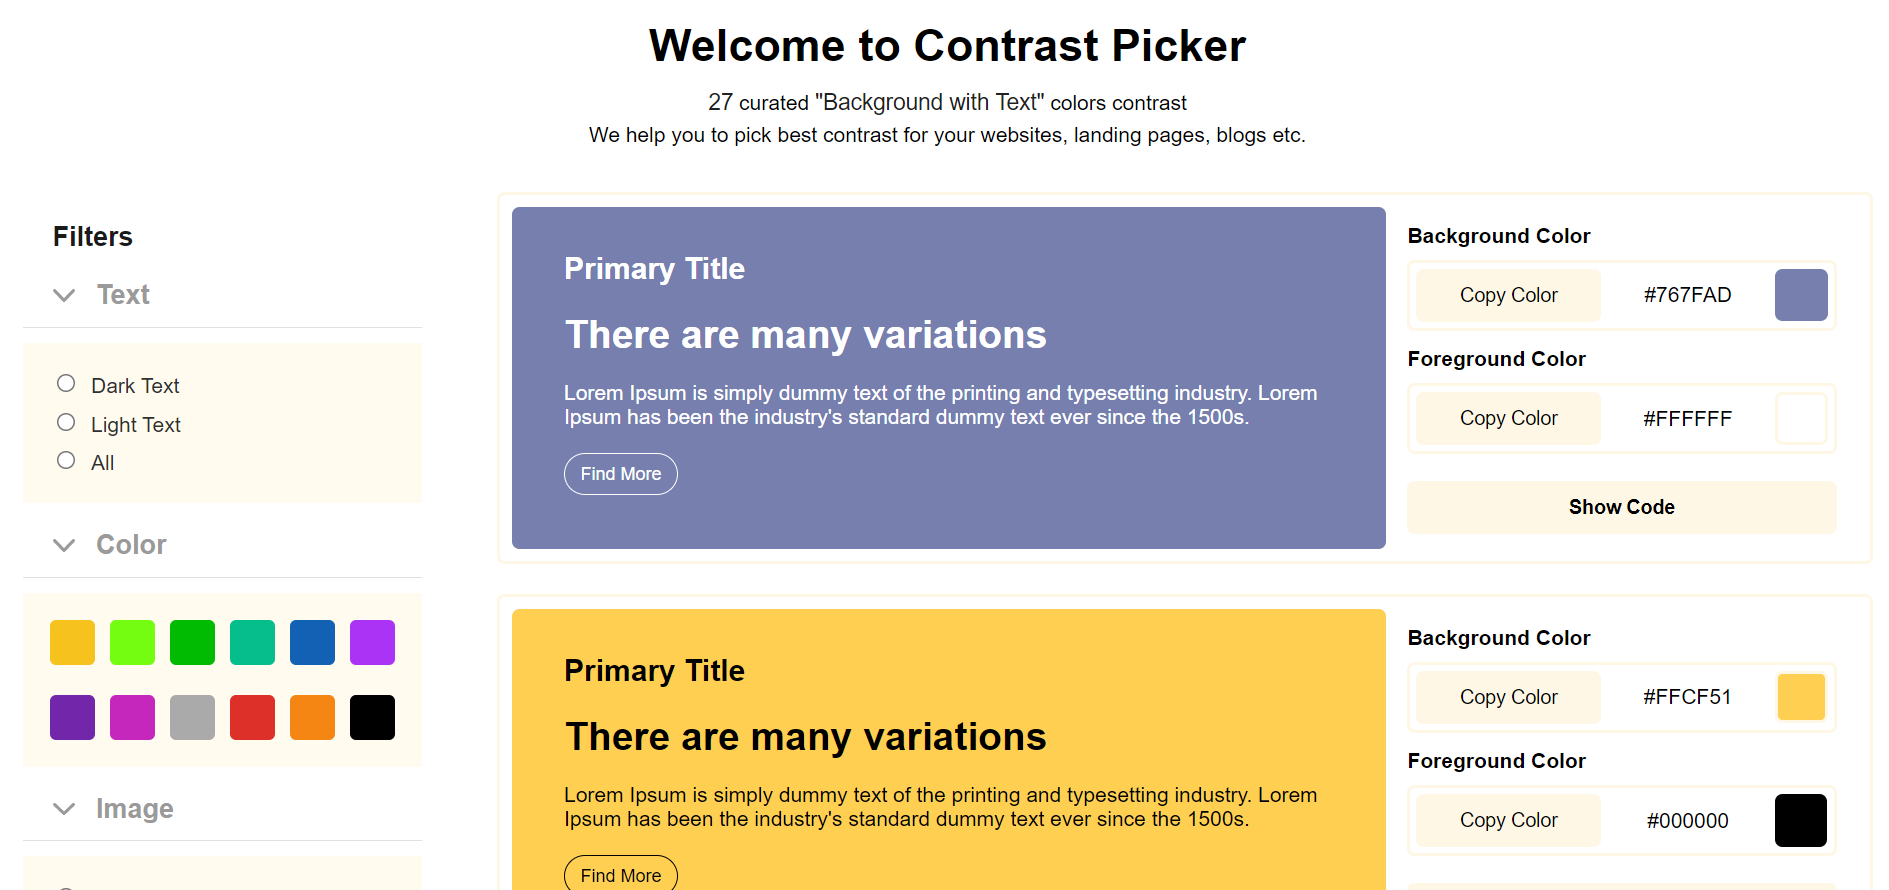 Welcome to Contrast Picker
27 curated "Background with Text" colors contrast
We help you to pick best contrast for your websites, landing pages, blogs etc.
Filters
Text
Dark Text
Light Text
All
Color
Image
Primary Title
There are many variations
Lorem Ipsum is simply dummy text of the printing and typesetting industry. Lorem
Ipsum has been the industry's standard dummy text ever since the 1500s.
Find More
Background Color
Copy Color #767FAD
Foreground Color
Copy Color #FFFFFF
Show Code
Primary Title
There are many variations
Lorem Ipsum is simply dummy text of the printing and typesetting industry. Lorem
Ipsum has been the industry's standard dummy text ever since the 1500s.
Find More
Background Color
Copy Color #FFCF51
Foreground Color
Copy Color #000000